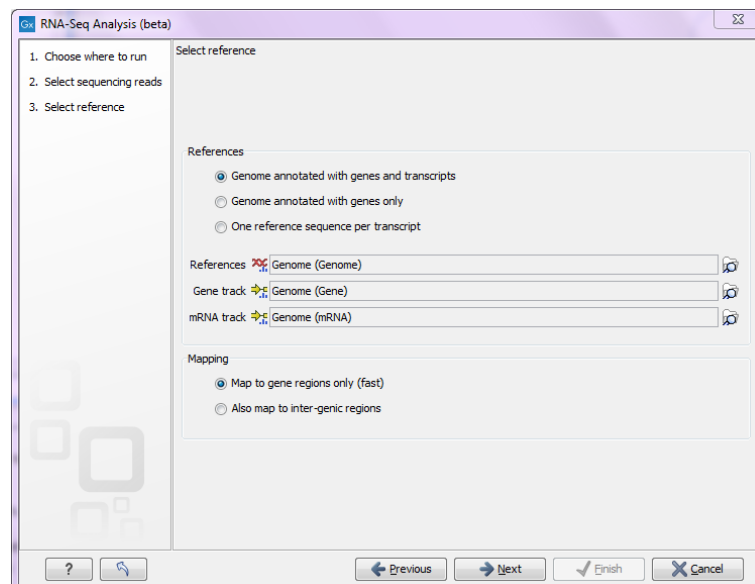 Gx RNA-Seq Analysis (beta)
1. Choose where to run
2. Select sequencing reads
3. Select reference
Select reference
References
Genome annotated with genes and transcripts
Genome annotated with genes only
One reference sequence per transcript
References Genome (Genome)
Gene track Genome (Gene)
mRNA track Genome (mRNA)
Mapping
Map to gene regions only (fast)
Also map to inter-genic regions
? Previous Next Finish Cancel